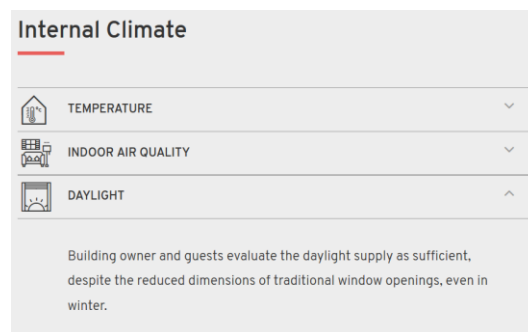 Internal Climate
TEMPERATURE
INDOOR AIR QUALITY
DAYLIGHT
Building owner and guests evaluate the daylight supply as sufficient,
despite the reduced dimensions of traditional window openings, even in
winter.